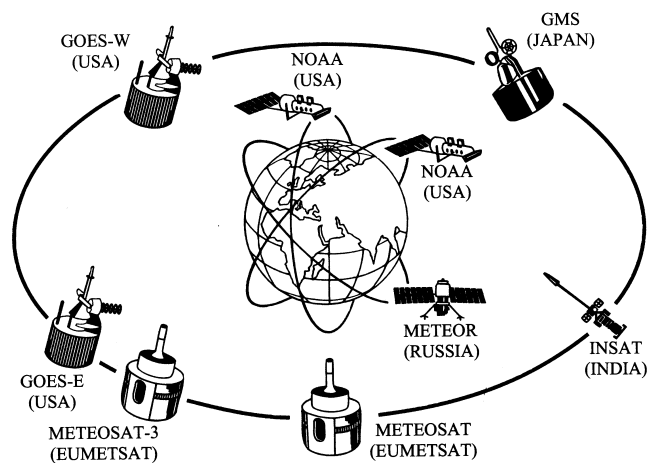 GOES-W
(USA)
NOAA
(USA)
GMS
(JAPAN)
NOAA
(USA)
METEOR
(RUSSIA)
INSAT
(INDIA)
GOES-E
(USA)
METEOSAT-3
(EUMETSAT)
METEOSAT
(EUMETSAT)